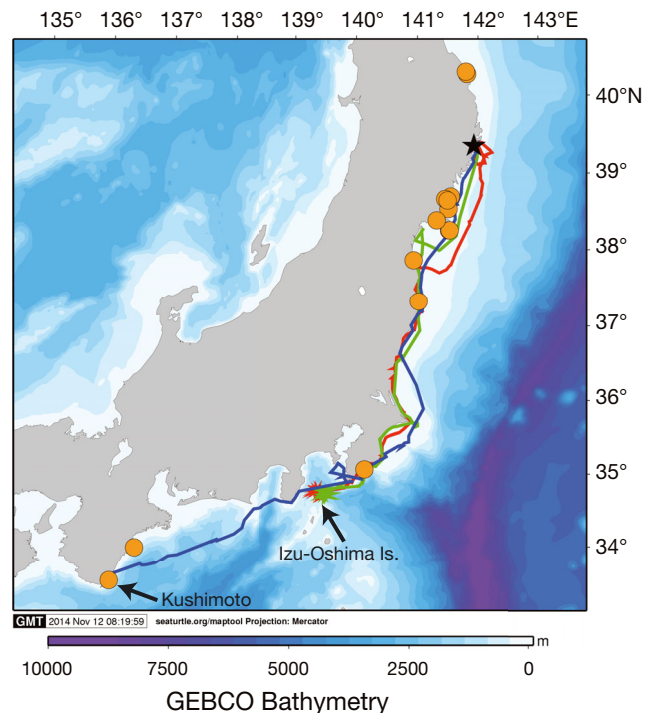 135° 136° 137° 138° 139° 140° 141° 142° 143°E
40°N
39°
38°
37°
36°
35°
34°
Izu-Oshima Is.
Kushimoto
GMT 2014 Nov 12 08:19:59 seaturtle.org/maptool Projection: Mercator
m
10000 7500 5000 2500 0
GEBCO Bathymetry